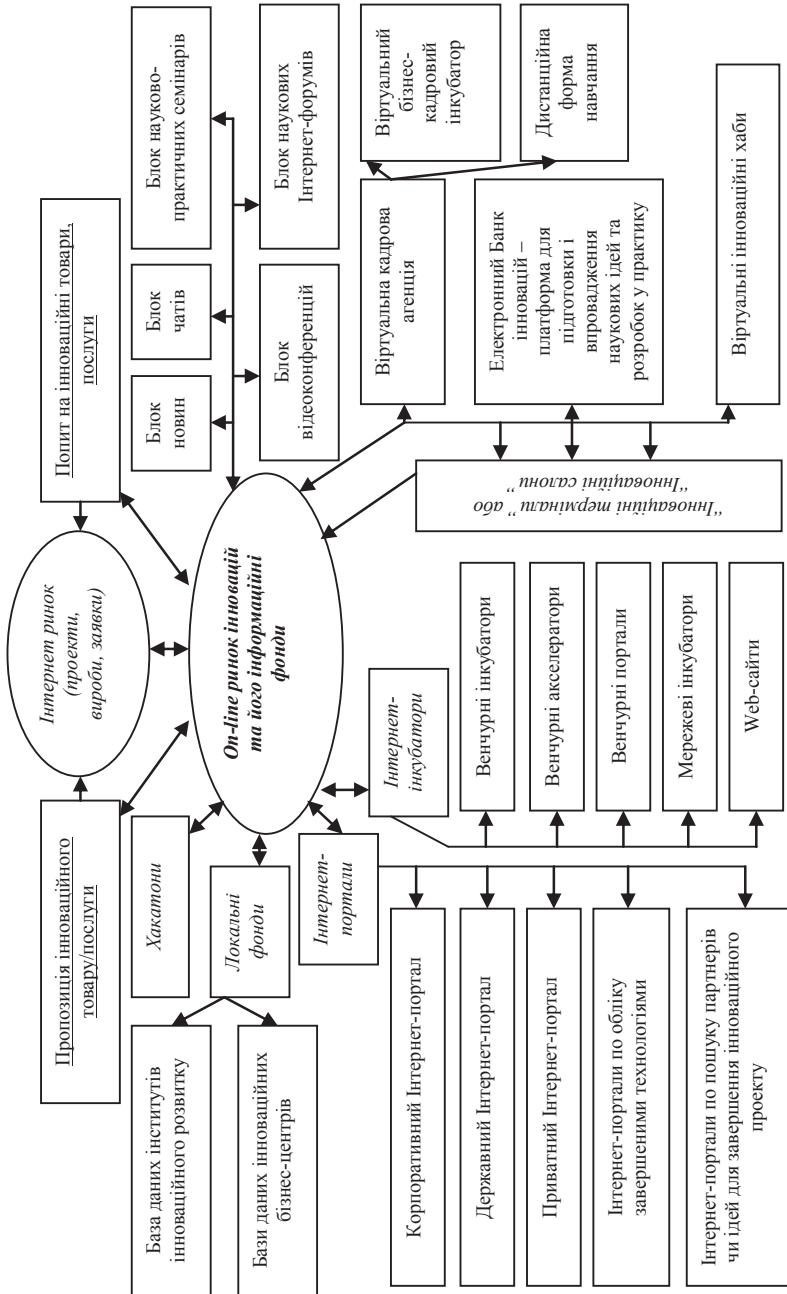 Пропозиція інноваційного
товару/послуги
Інтернет ринок
(проекти,
вироби, заявки)
Попит на інноваційні товари,
послуги
Хакатони
Локальні
фонди
База даних інститутів
інноваційного розвитку
Бази даних інноваційних
бізнес-центрів
On-line ринок інновацій
та його інформаційні
фонди
Блок
новин
Блок
чатів
Блок науково-
практичних семінарів
Блок
відеоконференцій
Блок наукових
Інтернет-форумів
Інтернет-
портали
Інтернет-
інкубатори
Корпоративний Інтернет-портал
Державний Інтернет-портал
Приватний Інтернет-портал
Інтернет-портали по обліку
завершеними технологіями
Інтернет-портали по пошуку партнерів
чи ідей для завершення інноваційного
проекту
Венчурні інкубатори
Венчурні акселератори
Венчурні портали
Мережеві інкубатори
Web-сайти
“Інноваційні термінали” або
“Інноваційні салони”
Віртуальна кадрова
агенція
Віртуальний
бізнес-
кадровий
інкубатор
Дистанційна
форма
навчання
Електронний Банк
інновацій –
платформа для
підготовки і
впровадження
наукових ідей та
розробок у практику
Віртуальні інноваційні хаби